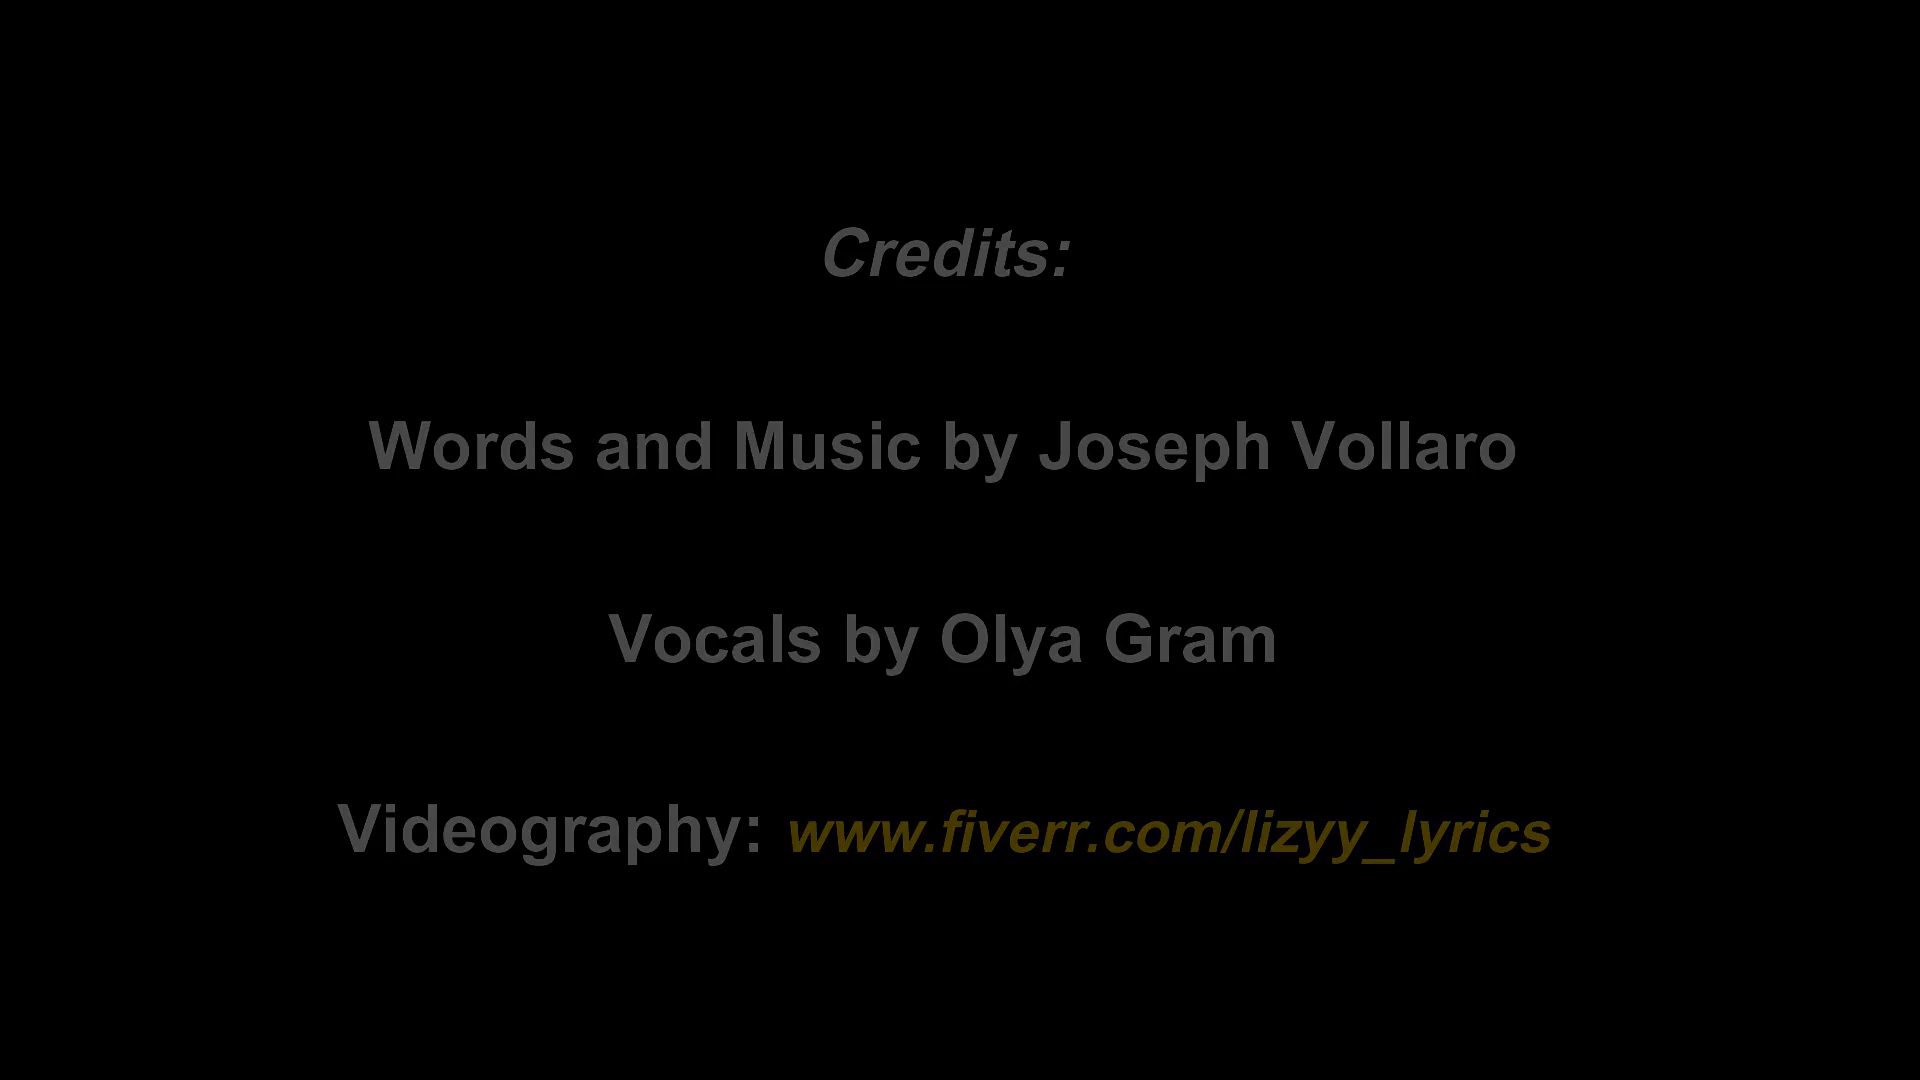 Credits:
Words and Music by Joseph Vollaro
Vocals by Olya Gram
Videography: www.fiverr.com/lizyy_lyrics